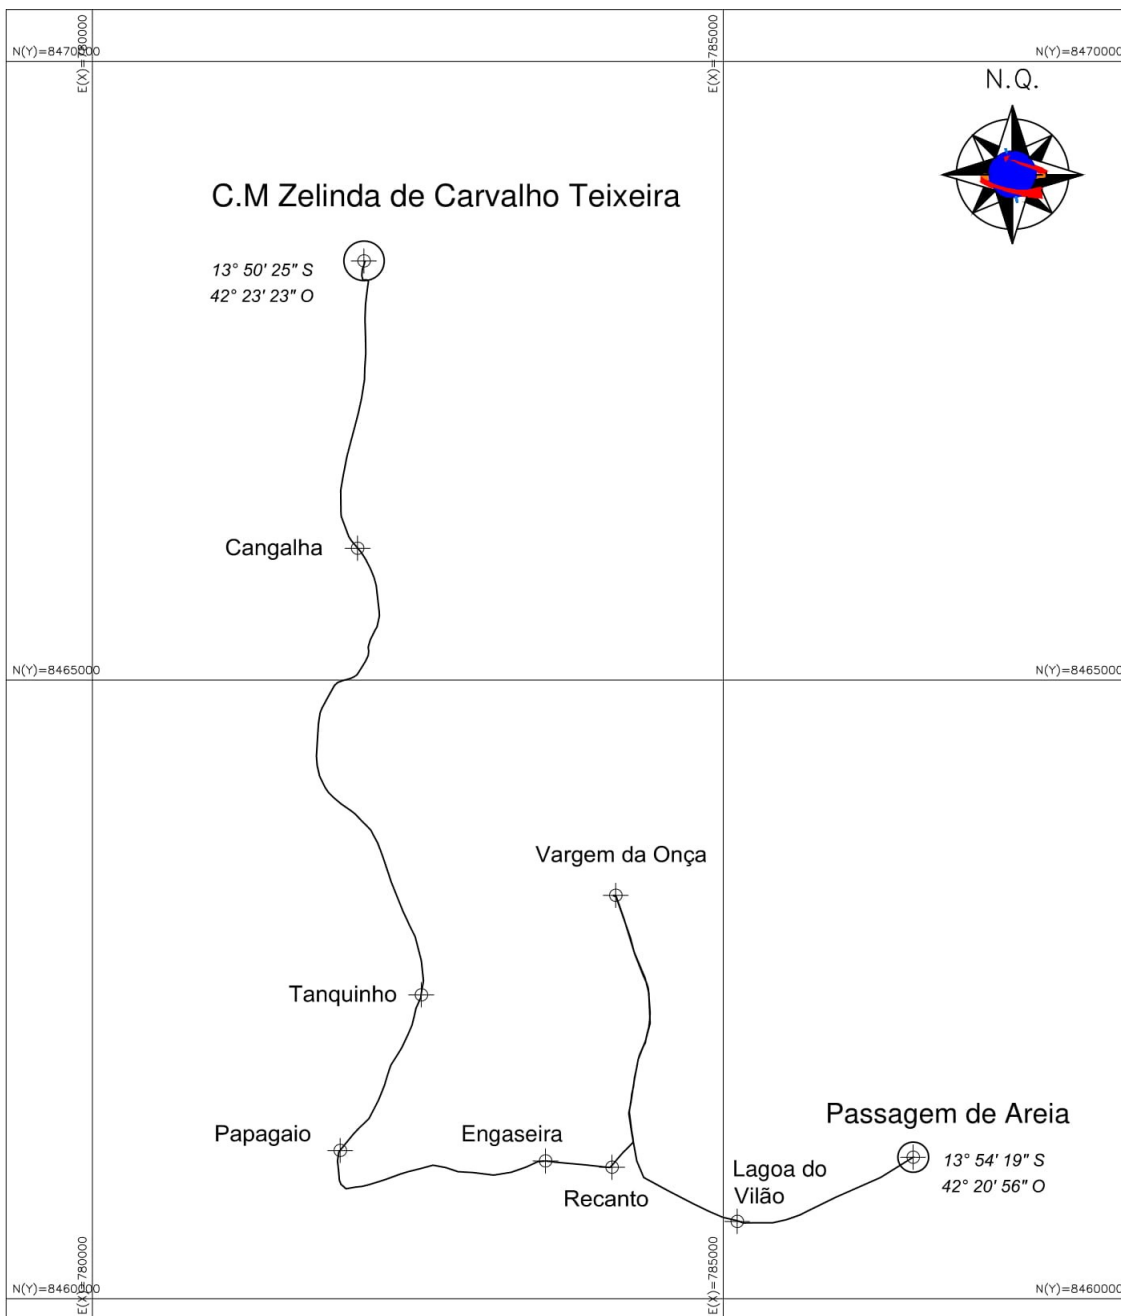 E(X)=780000
E(X)=785000
N(Y)=8470000
N(Y)=8470000
N.Q.
C.M Zelinda de Carvalho Teixeira
13° 50' 25" S
42° 23' 23" O
Cangalha
N(Y)=8465000
N(Y)=8465000
Vargem da Onça
Tanquinho
Passagem de Areia
Papagaio
Engaseira
13° 54' 19" S
42° 20' 56" O
Lagoa do
Vilão
Recanto
N(Y)=8460000
N(Y)=8460000
E(X)=780000
E(X)=785000